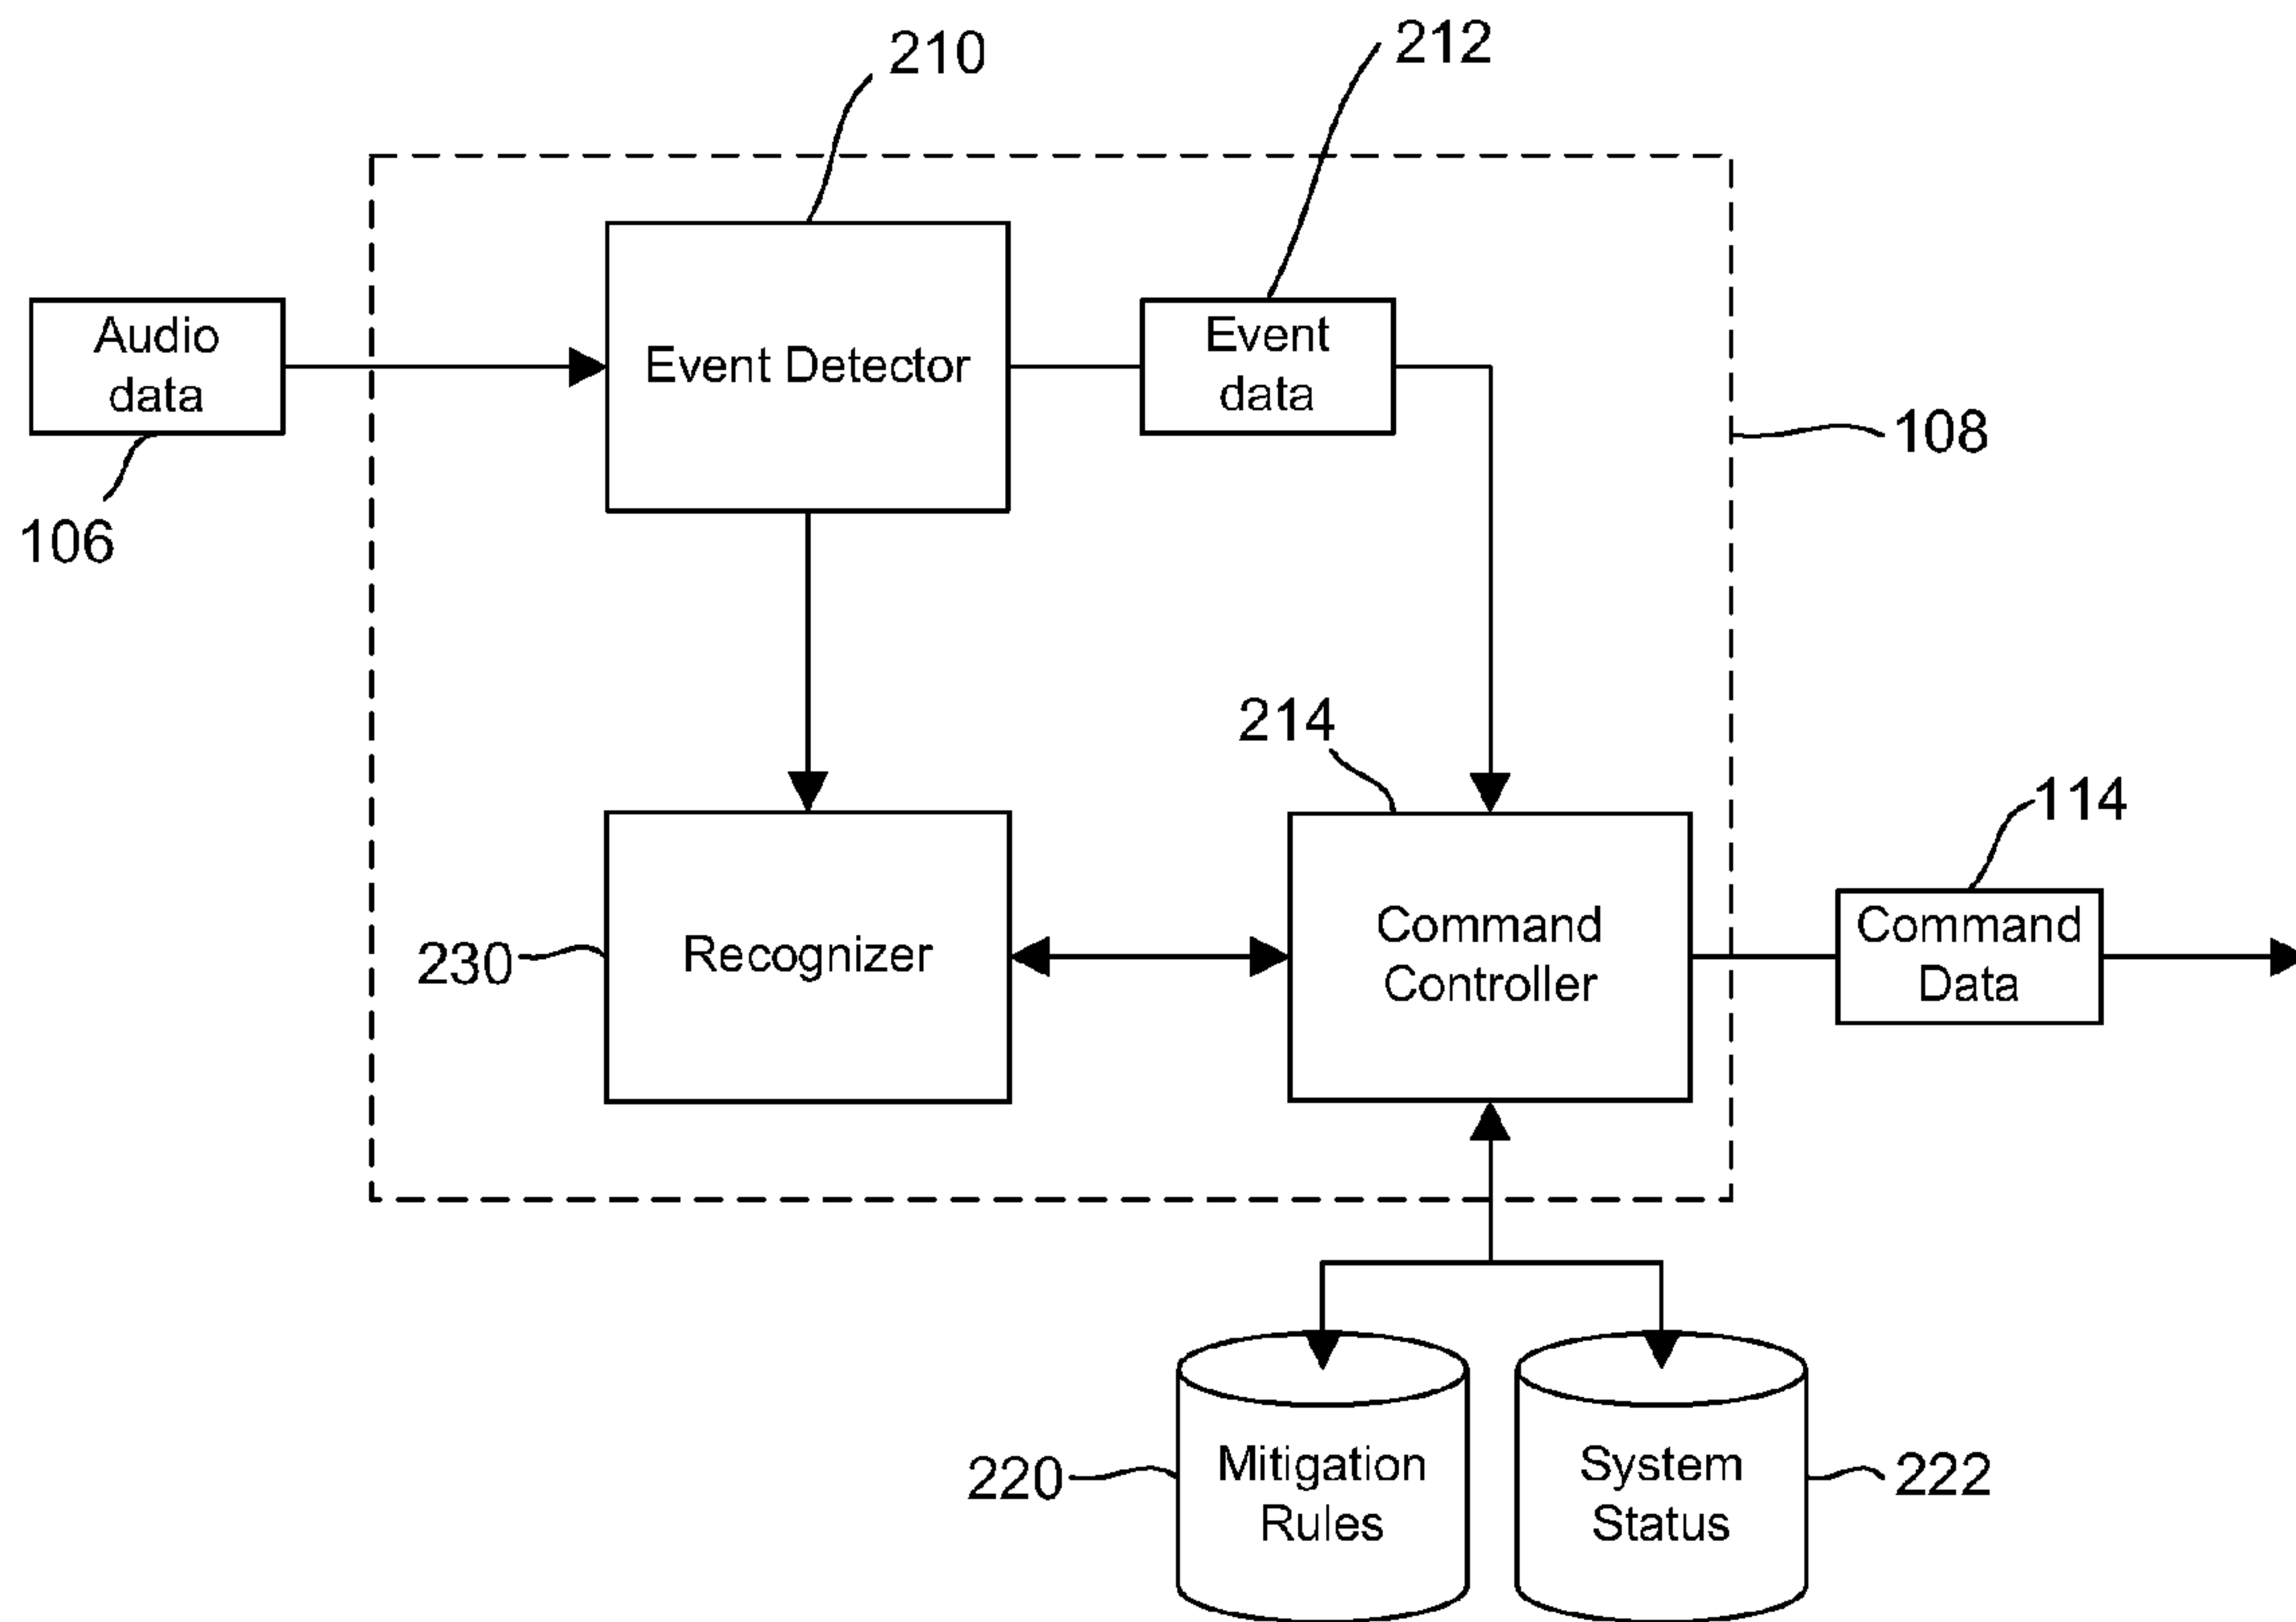 210
212
Audio
data
Event Detector
Event
data
108
106
214
114
230
Recognizer
Command
Controller
Command
Data
220
Mitigation
Rules
System
Status
222